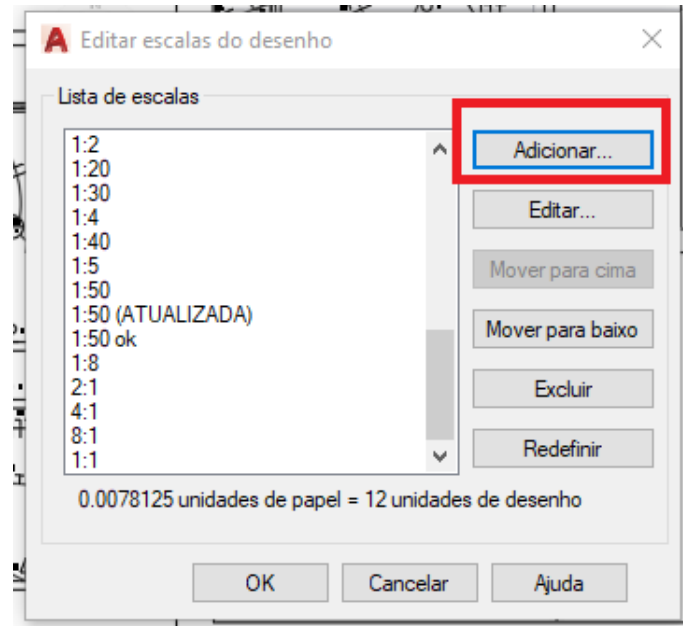 Editar escalas do desenho
Lista de escalas
1:2
1:20
1:30
1:4
1:40
1:5
1:50
1:50 (ATUALIZADA)
1:50 ok
1:8
2:1
4:1
8:1
1:1
Adicionar...
Editar...
Mover para cima
Mover para baixo
Excluir
Redefinir
0.0078125 unidades de papel = 12 unidades de desenho
OK
Cancelar
Ajuda